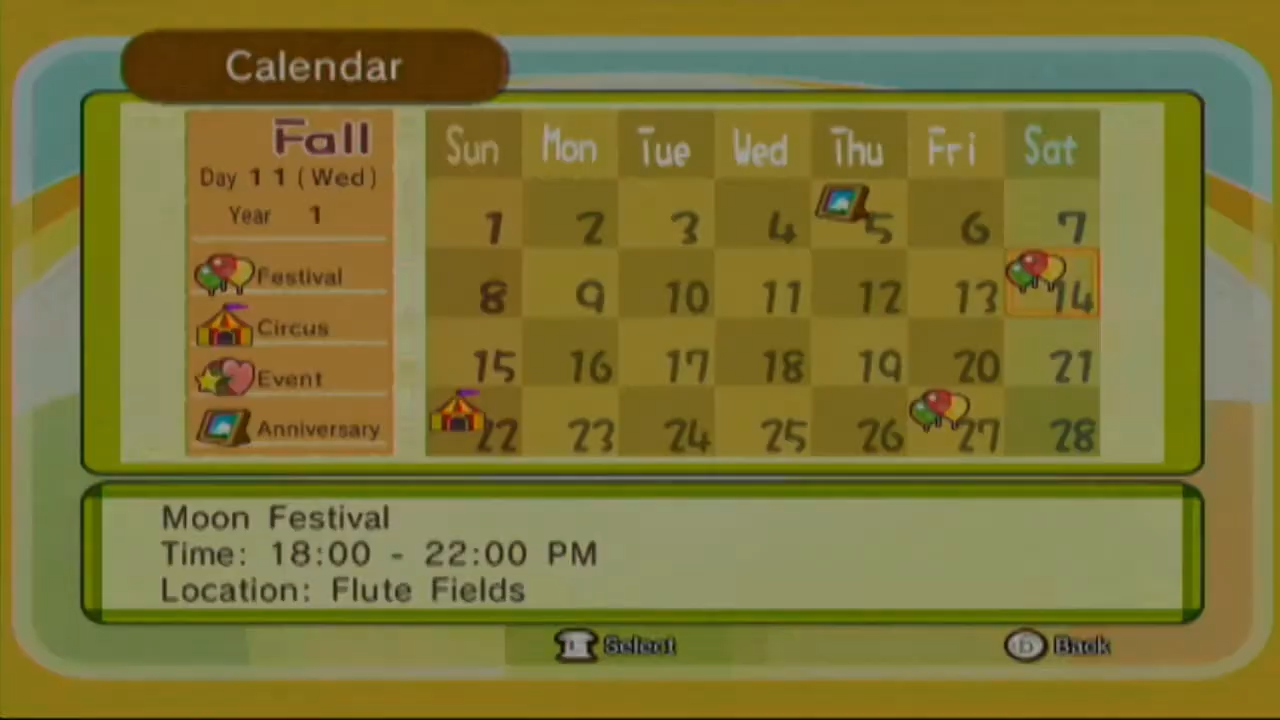 Calendar
Fall
Day 11 (Wed)
Year 1
Festival
Circus
Event
Anniversary
Sun Mon Tue Wed Thu Fri Sat
1 2 3 4 5 6 7
8 9 10 11 12 13 14
15 16 17 18 19 20 21
22 23 24 25 26 27 28
Moon Festival
Time: 18:00 - 22:00 PM
Location: Flute Fields
Select
b Back